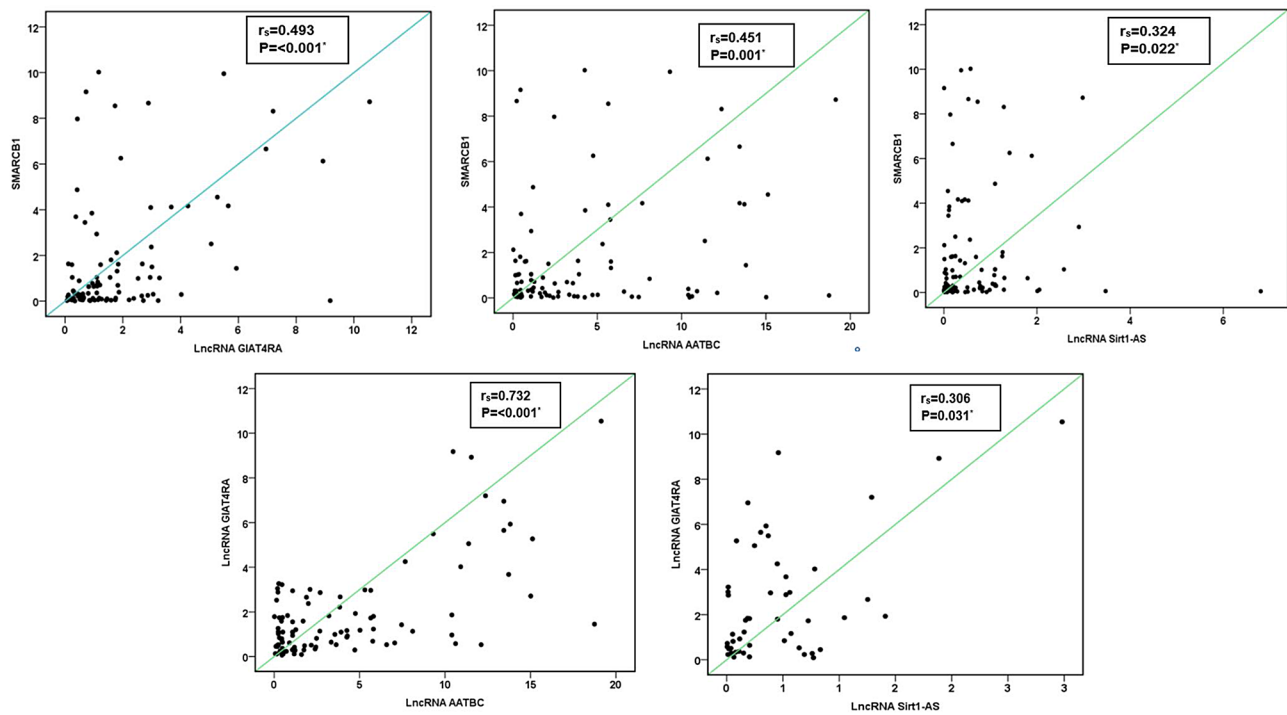 rs=0.493
P=<0.001*
12
10
8
6
4
2
0
SMARCB1
0 2 4 6 8 10 12
LncRNA GIAT4RA
rs=0.451
P=0.001*
12
10
8
6
4
2
0
SMARCB1
0 5 10 15 20
LncRNA AATBC
rs=0.324
P=0.022*
12
10
8
6
4
2
0
SMARCB1
0 2 4 6
LncRNA Sirt1-AS
rs=0.732
P=<0.001*
12
10
8
6
4
2
0
LncRNA GIAT4RA
0 5 10 15 20
LncRNA AATBC
rs=0.306
P=0.031*
12
10
8
6
4
2
0
LncRNA GIAT4RA
0 1 1 2 2 3 3
LncRNA Sirt1-AS